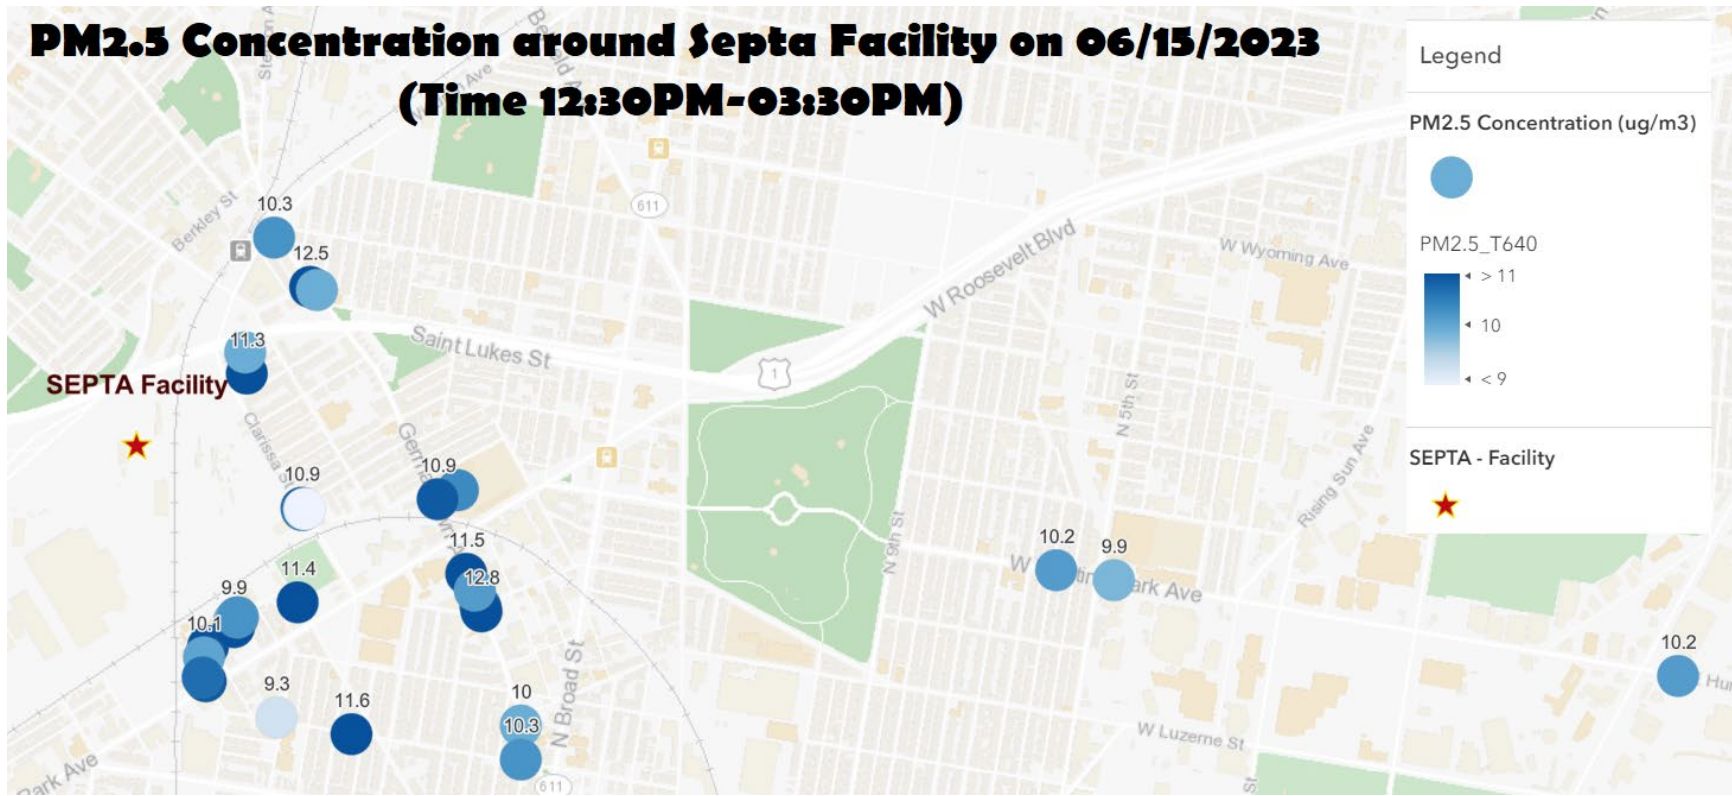 PM2.5 Concentration around Septa Facility on 06/15/2023
(Time 12:30PM-03:30PM)
Legend
PM2.5 Concentration (ug/m3)
PM2.5_T640
> 11
10
< 9
SEPTA - Facility
Berkley St
611
W Roosevelt Blvd
W Wyoming Ave
10.3
12.5
11.3
Saint Lukes St
1
SEPTA Facility
N 5th St
Rising Sun Ave
Clarissa St
10.9
10.9
N 9th St
11.5
12.8
11.4
9.9
10.1
10.2
9.9
W
ark Ave
10.2
9.3
11.6
10
10.3
N Broad St
W Luzerne St
Park Ave
611
St